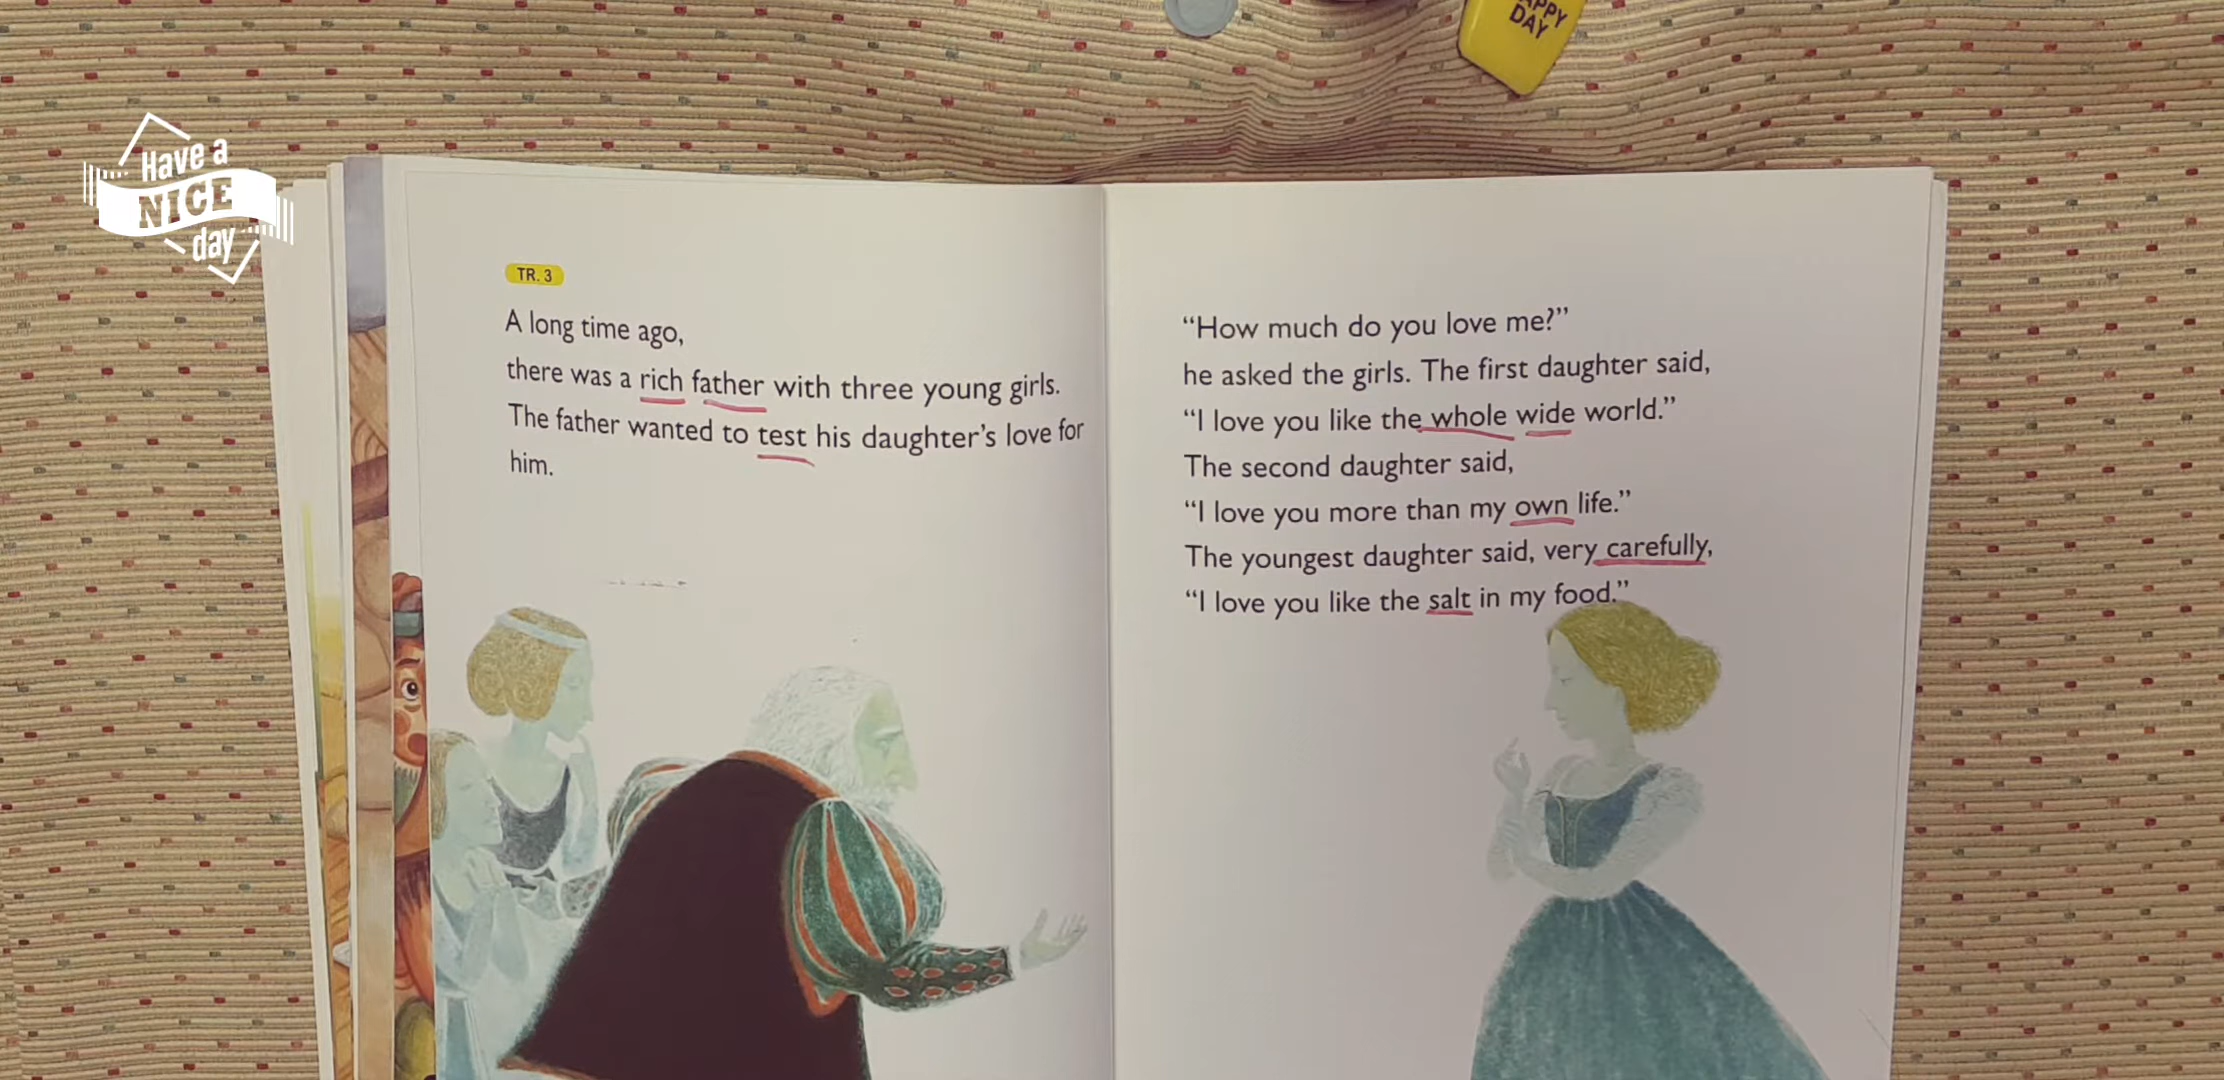 Have a
NICE
day
APPY
DAY
TR. 3
A long time ago,
there was a rich father with three young girls.
The father wanted to test his daughter’s love for
him.
“How much do you love me?”
he asked the girls. The first daughter said,
“I love you like the whole wide world.”
The second daughter said,
“I love you more than my own life.”
The youngest daughter said, very carefully,
“I love you like the salt in my food.”